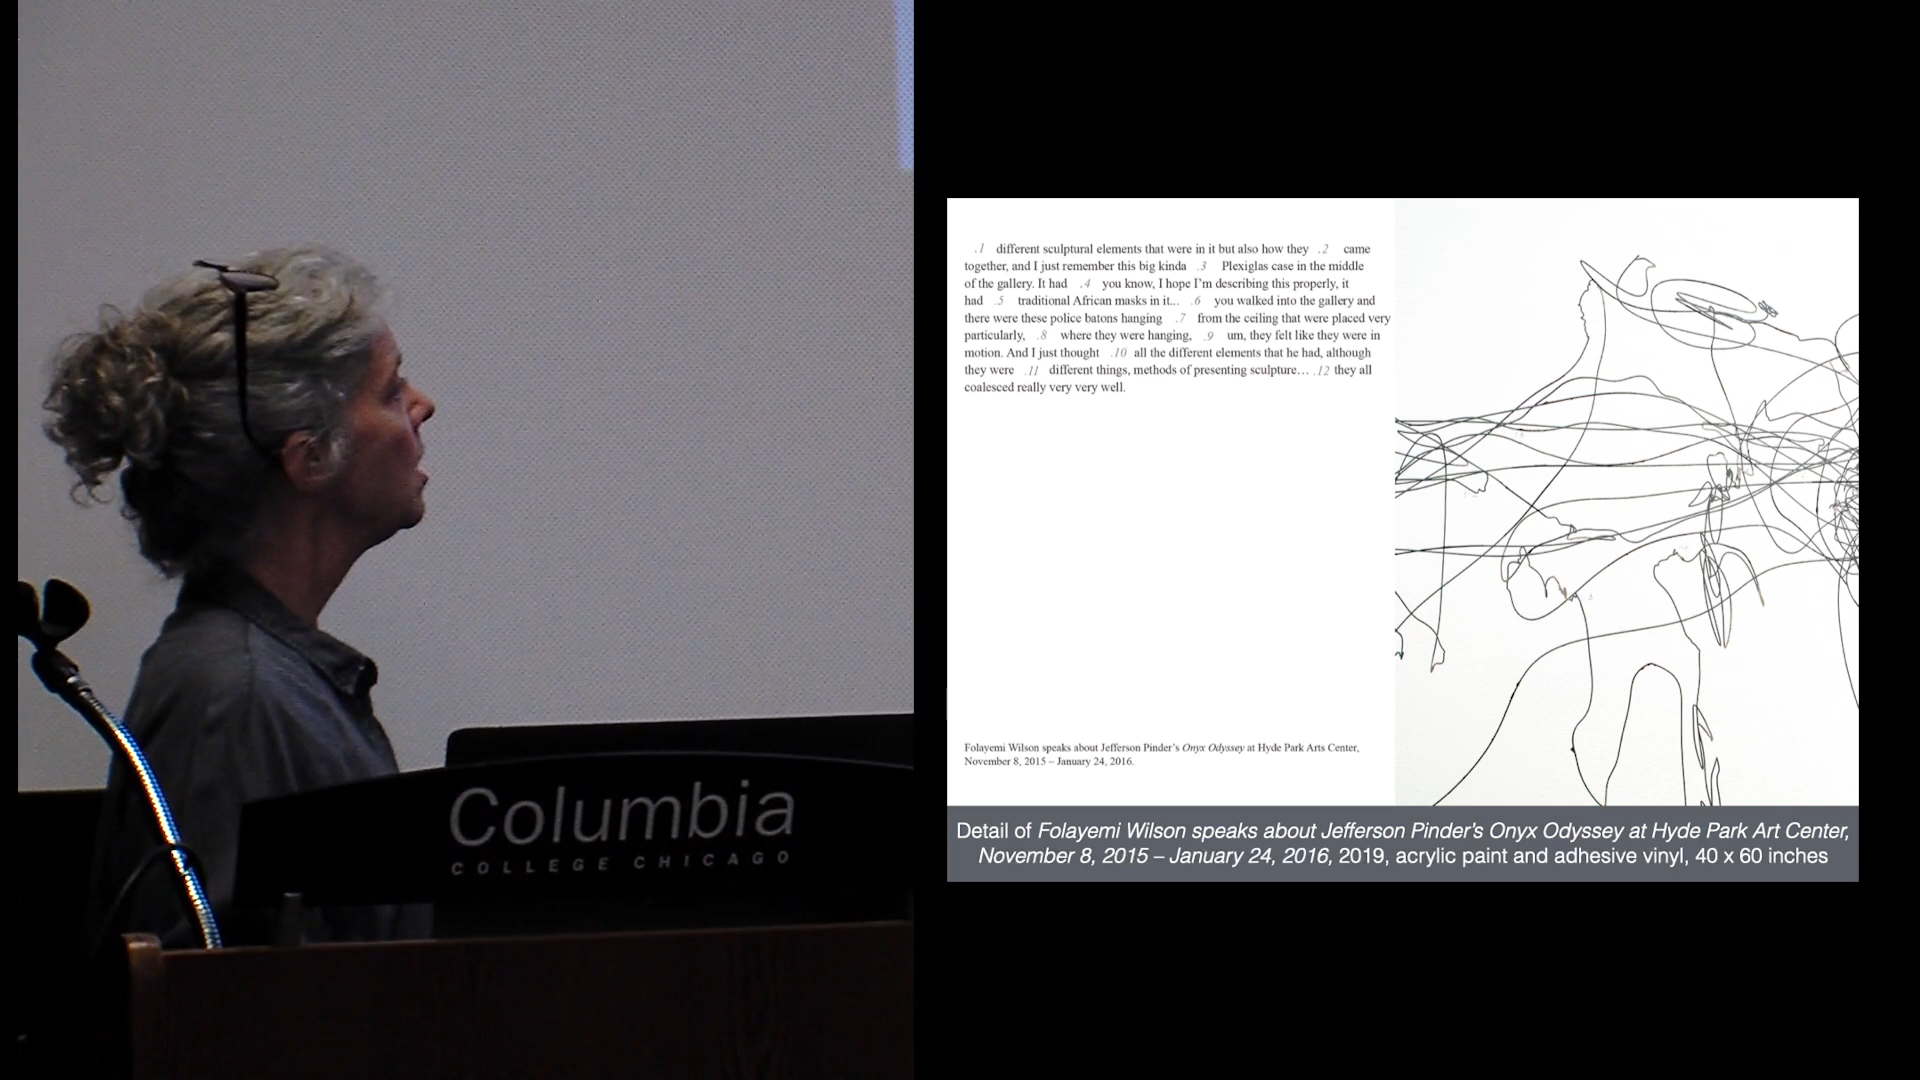 Columbia
COLLEGE CHICAGO
.1 different sculptural elements that were in it but also how they .2 came
together, and I just remember this big kinda .3 Plexiglas case in the middle
of the gallery. It had .4 you know, I hope I'm describing this properly, it
had .5 traditional African masks in it... .6 you walked into the gallery and
there were these police batons hanging .7 from the ceiling that were placed very
particularly, .8 where they were hanging, .9 um, they felt like they were in
motion. And I just thought .10 all the different elements that he had, although
they were .11 different things, methods of presenting sculpture… .12 they all
coalesced really very very well.
Folayemi Wilson speaks about Jefferson Pinder's Onyx Odyssey at Hyde Park Arts Center,
November 8, 2015 – January 24, 2016.
Detail of Folayemi Wilson speaks about Jefferson Pinder's Onyx Odyssey at Hyde Park Art Center,
November 8, 2015 – January 24, 2016, 2019, acrylic paint and adhesive vinyl, 40 x 60 inches